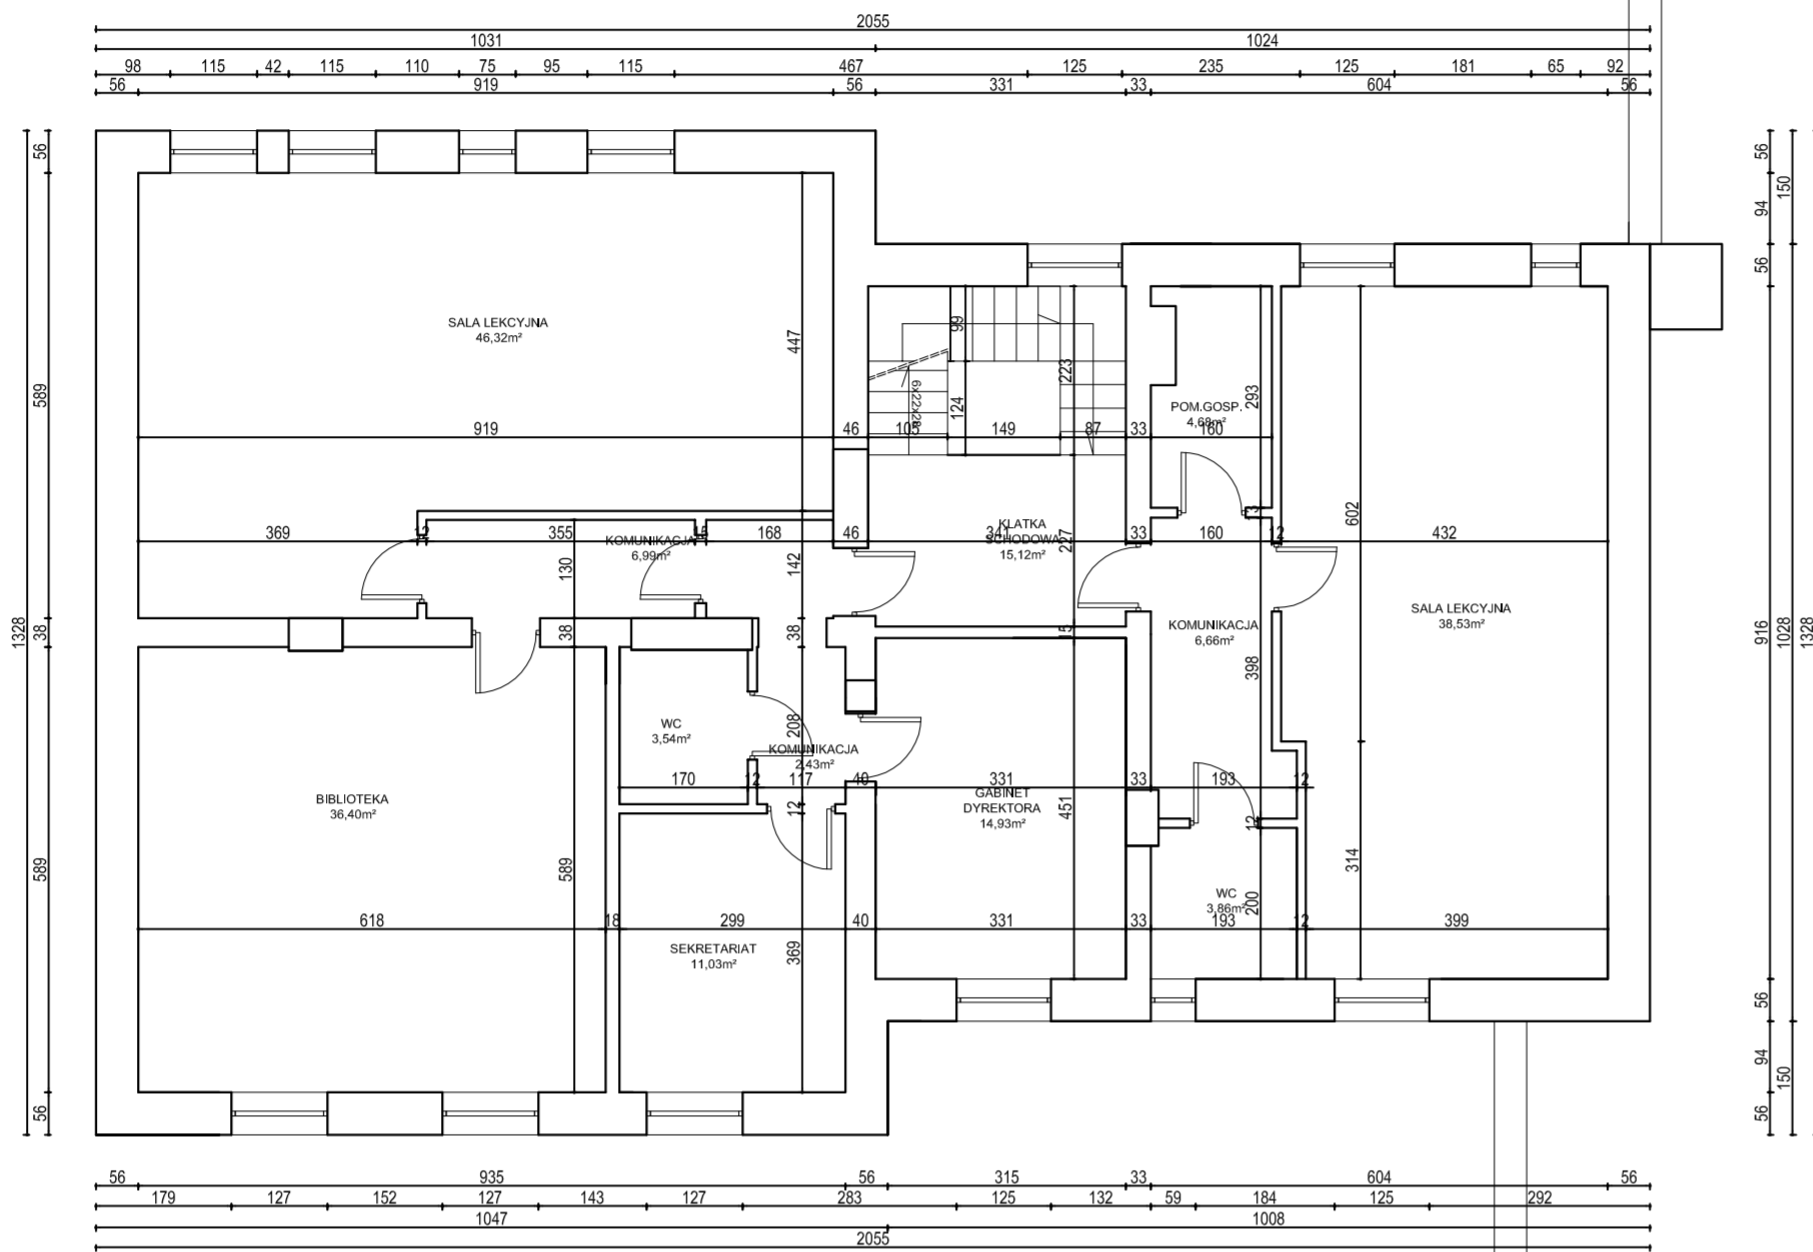 2055
1031 1024
98 115 42 115 110 75 95 115 467 125 235 125 181 65 92
56 919 56 331 33 604 56
56 56
150
94
56
SALA LEKCYJNA
46,32m²
447
99
223
589
6x22x28
124
293
POM.GOSP.
4,68m²
919 46 105 149 87 33 160
602
13
369 12 355 15 168 46 341 33 160 12 432
KOMUNIKACJA
6,99m²
KLATKA
SCHODOWA
15,12m²
227
130
142
SALA LEKCYJNA
38,53m²
KOMUNIKACJA
6,66m²
1328
38
38
38
15
916
1028
1328
398
WC
3,54m²
208
KOMUNIKACJA
2,43m²
170 12 117 40 331 33 193 12
BIBLIOTEKA
36,40m²
GABINET
DYREKTORA
14,93m²
451
12
12
589
589
314
WC
3,86m²
200
618 18 299 40 331 33 193 12 399
SEKRETARIAT
11,03m²
369
56
94
150
56
56
56 935 56 315 33 604 56
179 127 152 127 143 127 283 125 132 59 184 125 292
1047 1008
2055